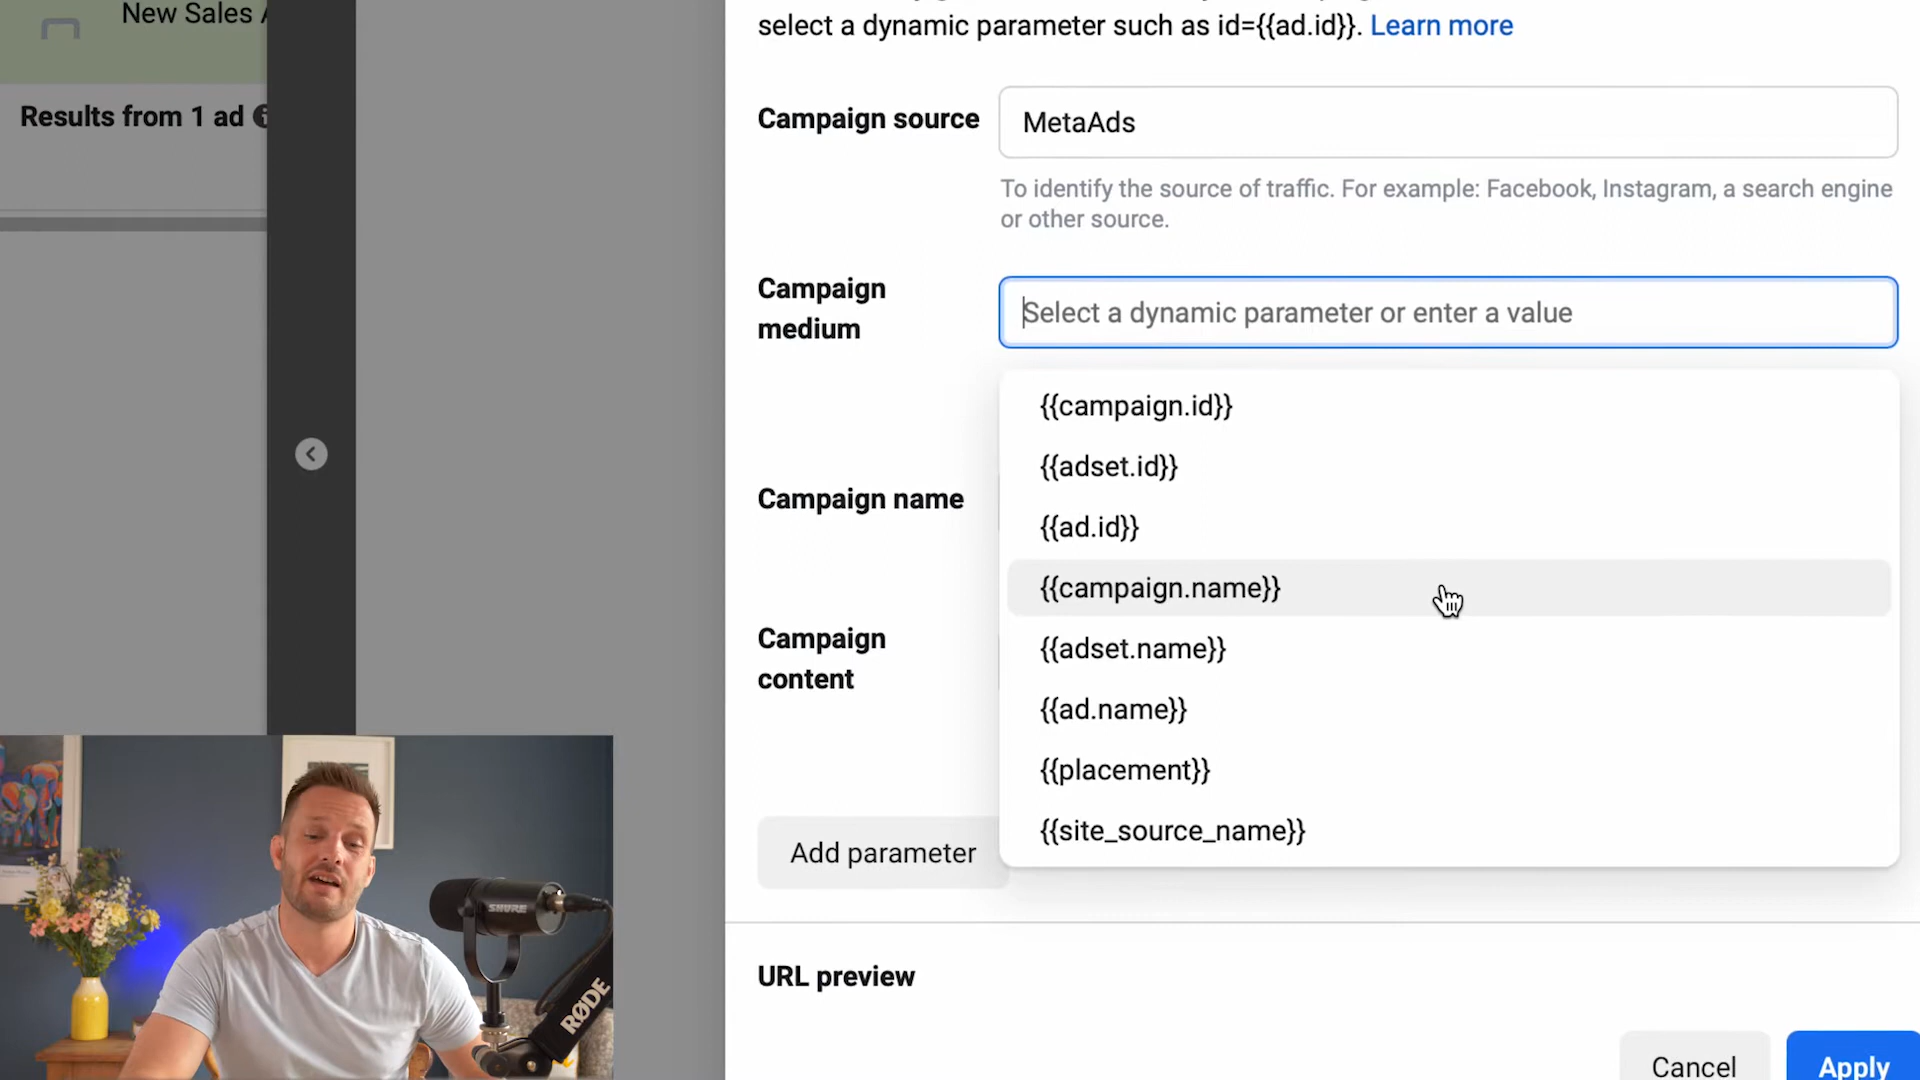 New Sales A
Results from 1 ad
select a dynamic parameter such as id={{ad.id}}. Learn more
Campaign source
MetaAds
To identify the source of traffic. For example: Facebook, Instagram, a search engine
or other source.
Campaign
medium
Select a dynamic parameter or enter a value
{{campaign.id}}
{{adset.id}}
{{ad.id}}
{{campaign.name}}
{{adset.name}}
{{ad.name}}
{{placement}}
{{site_source_name}}
Campaign name
Campaign
content
Add parameter
URL preview
Cancel
Apply
SHURE
RØDE